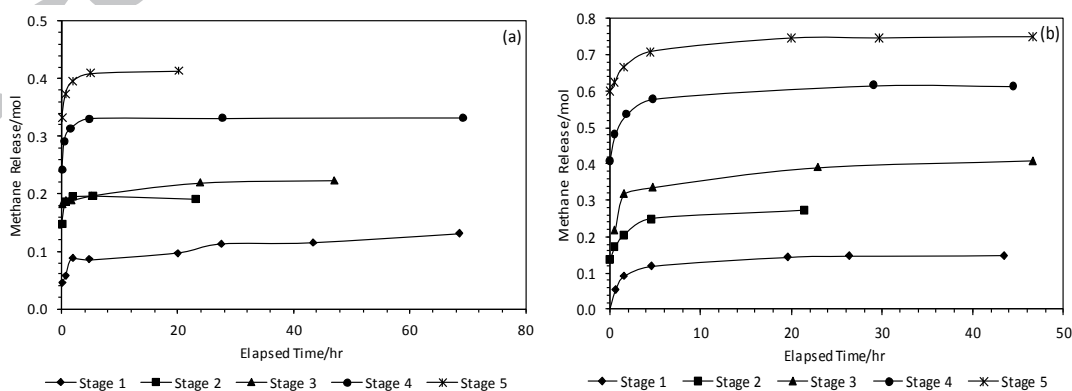 (a)
Methane Release/mol
0.5
0.4
0.3
0.2
0.1
0.0
0 20 40 60 80
Elapsed Time/hr
Stage 1 Stage 2 Stage 3 Stage 4 Stage 5
(b)
Methane Release/mol
0.8
0.7
0.6
0.5
0.4
0.3
0.2
0.1
0.0
0 10 20 30 40 50
Elapsed Time/hr
Stage 1 Stage 2 Stage 3 Stage 4 Stage 5